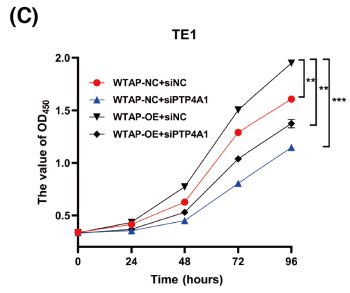 (C)
TE1
The value of OD450
2.0
1.5
1.0
0.5
WTAP-NC+siNC
WTAP-NC+siPTP4A1
WTAP-OE+siNC
WTAP-OE+siPTP4A1
**
**
***
0 24 48 72 96
Time (hours)